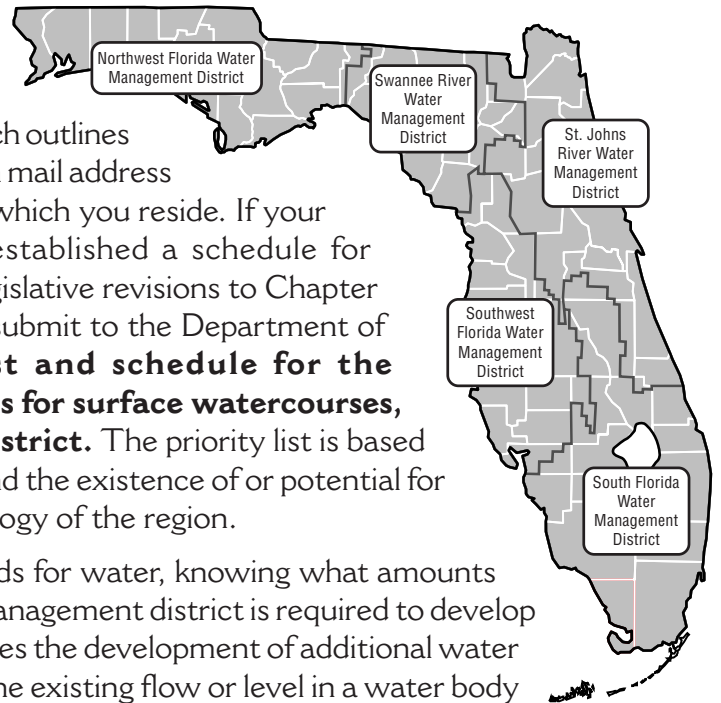 Northwest Florida Water
Management District
Swannee River
Water
Management
District
St. Johns
River Water
Management
District
Southwest
Florida Water
Management
District
South Florida
Water
Management
District
ch outlines
mail address
which you reside. If your
established a schedule for
gislative revisions to Chapter
submit to the Department of
st and schedule for the
s for surface watercourses,
strict. The priority list is based
nd the existence of or potential for
ogy of the region.
ds for water, knowing what amounts
anagement district is required to develop
es the development of additional water
he existing flow or level in a water body